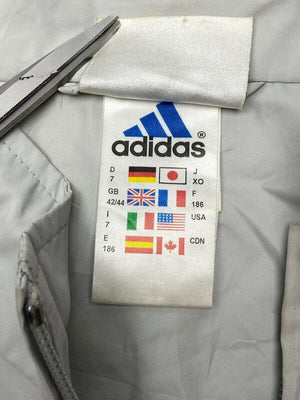 adidas®
D J
7 XO
GB F
42/44 186
I USA
7
E CDN
186